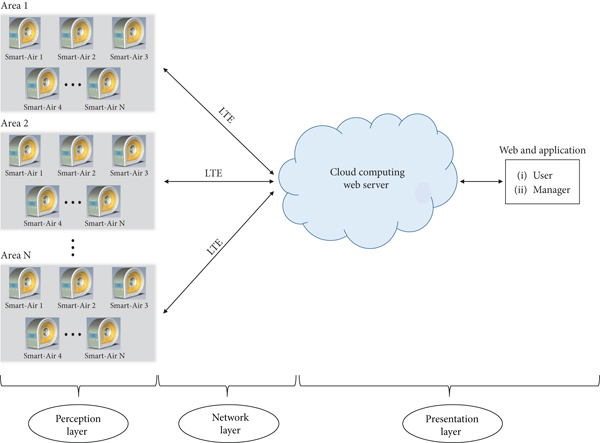 Area 1
Smart-Air 1 Smart-Air 2 Smart-Air 3
Smart-Air 4 Smart-Air N
Area 2
Smart-Air 1 Smart-Air 2 Smart-Air 3
Smart-Air 4 Smart-Air N
Area N
Smart-Air 1 Smart-Air 2 Smart-Air 3
Smart-Air 4 Smart-Air N
LTE
LTE
LTE
Cloud computing
web server
Web and application
(i) User
(ii) Manager
Perception
layer
Network
layer
Presentation
layer